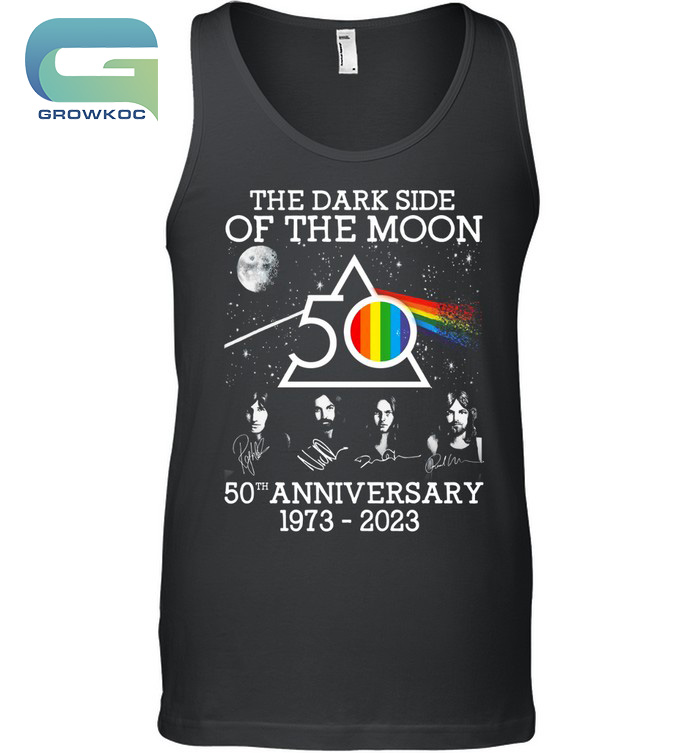 GROWKOC
THE DARK SIDE
OF THE MOON
50
50TH ANNIVERSARY
1973 - 2023